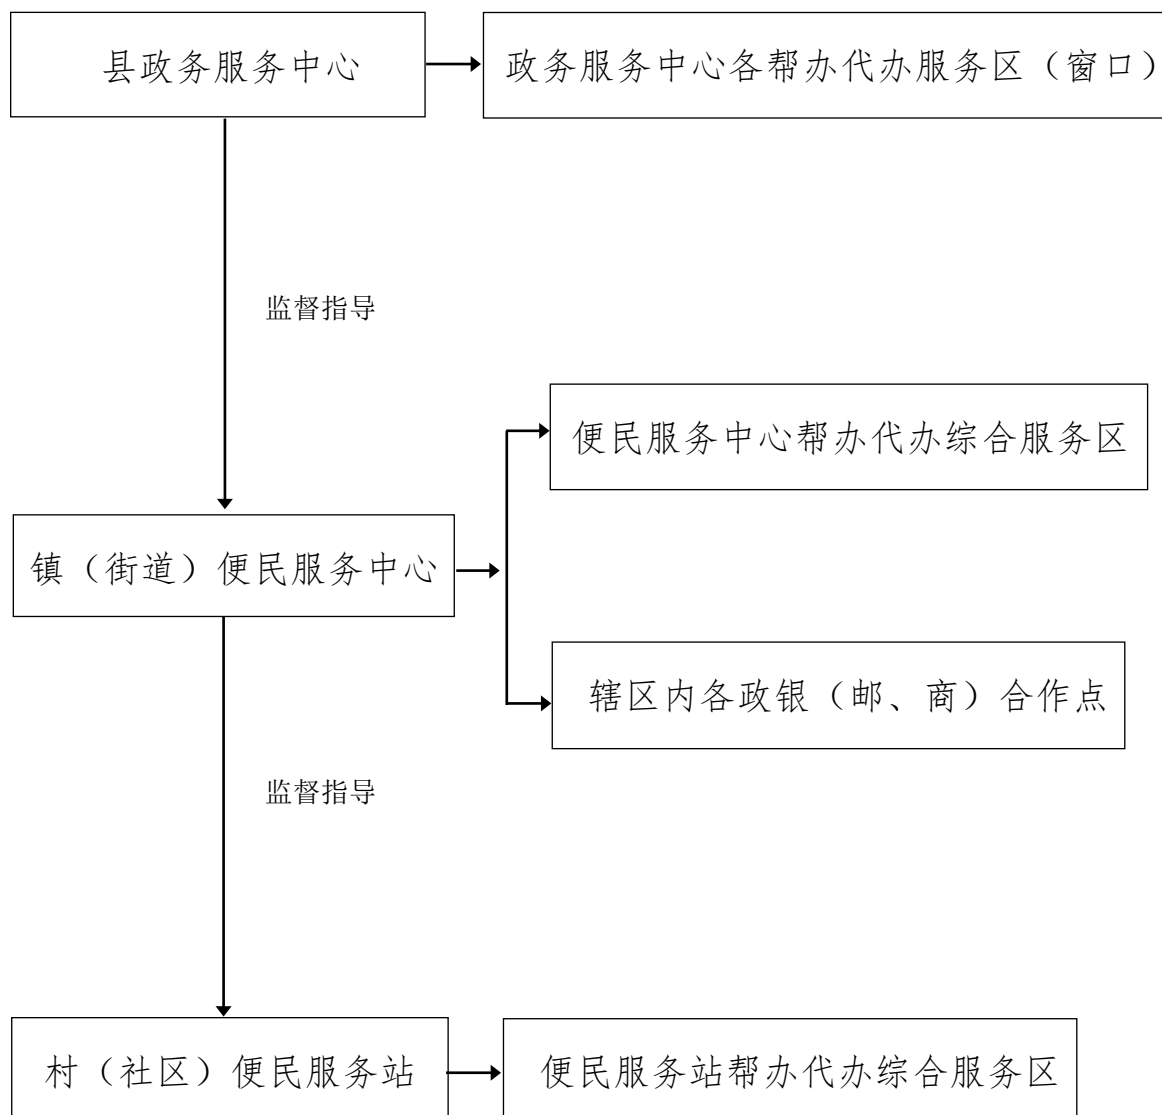 县政务服务中心
政务服务中心各帮办代办服务区（窗口）
监督指导
便民服务中心帮办代办综合服务区
镇（街道）便民服务中心
辖区内各政银（邮、商）合作点
监督指导
村（社区）便民服务站
便民服务站帮办代办综合服务区